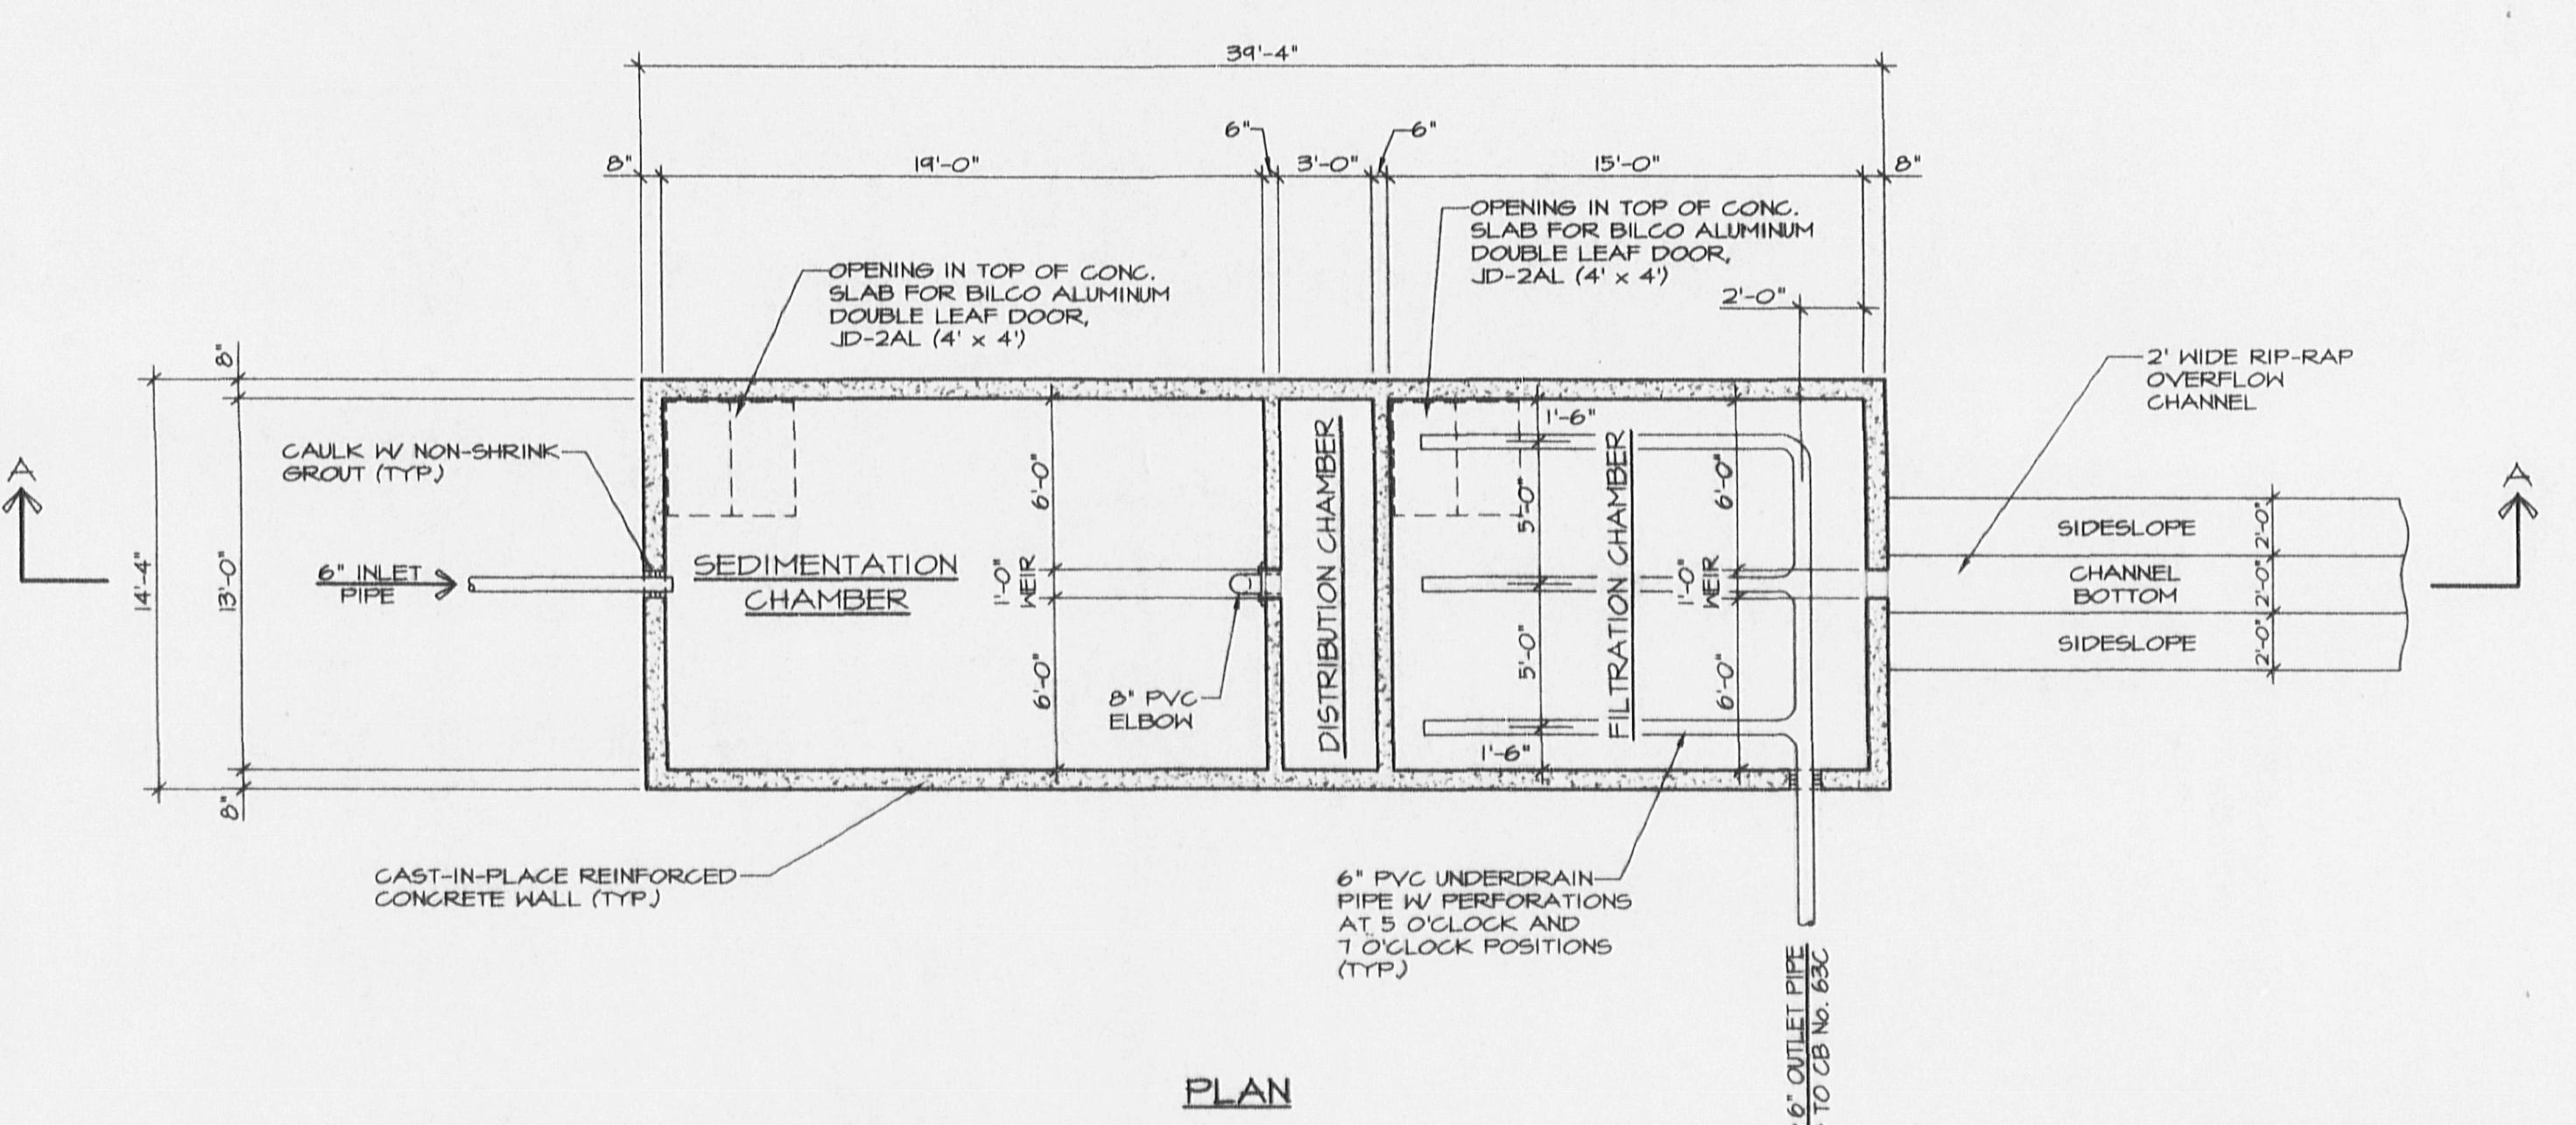 39'-4"
6"
6"
8"
19'-0"
3'-0"
15'-0"
8"
OPENING IN TOP OF CONC.
SLAB FOR BILCO ALUMINUM
DOUBLE LEAF DOOR,
JD-2AL (4' x 4')
OPENING IN TOP OF CONC.
SLAB FOR BILCO ALUMINUM
DOUBLE LEAF DOOR,
JD-2AL (4' x 4')
2'-0"
8"
2' WIDE RIP-RAP
OVERFLOW
CHANNEL
CAULK W/ NON-SHRINK
GROUT (TYP.)
A
A
14'-4"
13'-0"
6" INLET
PIPE
SEDIMENTATION
CHAMBER
6'-0"
1'-0"
WEIR
6'-0"
8" PVC
ELBOW
DISTRIBUTION CHAMBER
1'-6"
5'-0"
5'-0"
1'-6"
FILTRATION CHAMBER
6'-0"
1'-0"
WEIR
6'-0"
SIDESLOPE
2'-0"
CHANNEL
BOTTOM
2'-0"
SIDESLOPE
2'-0"
8"
CAST-IN-PLACE REINFORCED
CONCRETE WALL (TYP.)
6" PVC UNDERDRAIN
PIPE W/ PERFORATIONS
AT 5 O'CLOCK AND
7 O'CLOCK POSITIONS
(TYP.)
6" OUTLET PIPE
TO CB No. 63C
PLAN